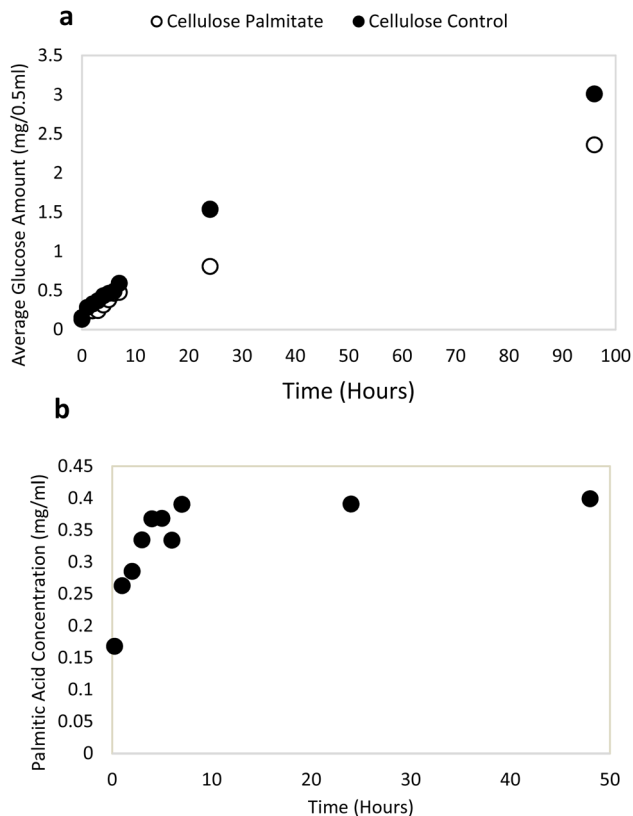 a
Cellulose Palmitate Cellulose Control
Average Glucose Amount (mg/0.5ml)
3.5
3
2.5
2
1.5
1
0.5
0
0 10 20 30 40 50 60 70 80 90 100
Time (Hours)
b
Palmitic Acid Concentration (mg/ml)
0.45
0.4
0.35
0.3
0.25
0.2
0.15
0.1
0.05
0
0 10 20 30 40 50
Time (Hours)